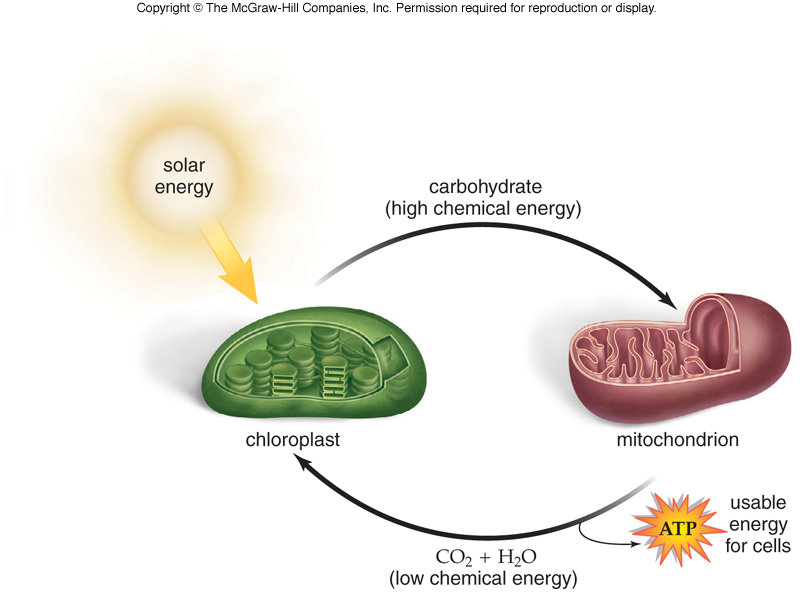 Copyright © The McGraw-Hill Companies, Inc. Permission required for reproduction or display.
solar
energy
carbohydrate
(high chemical energy)
chloroplast
mitochondrion
ATP
usable
energy
for cells
CO₂ + H₂O
(low chemical energy)